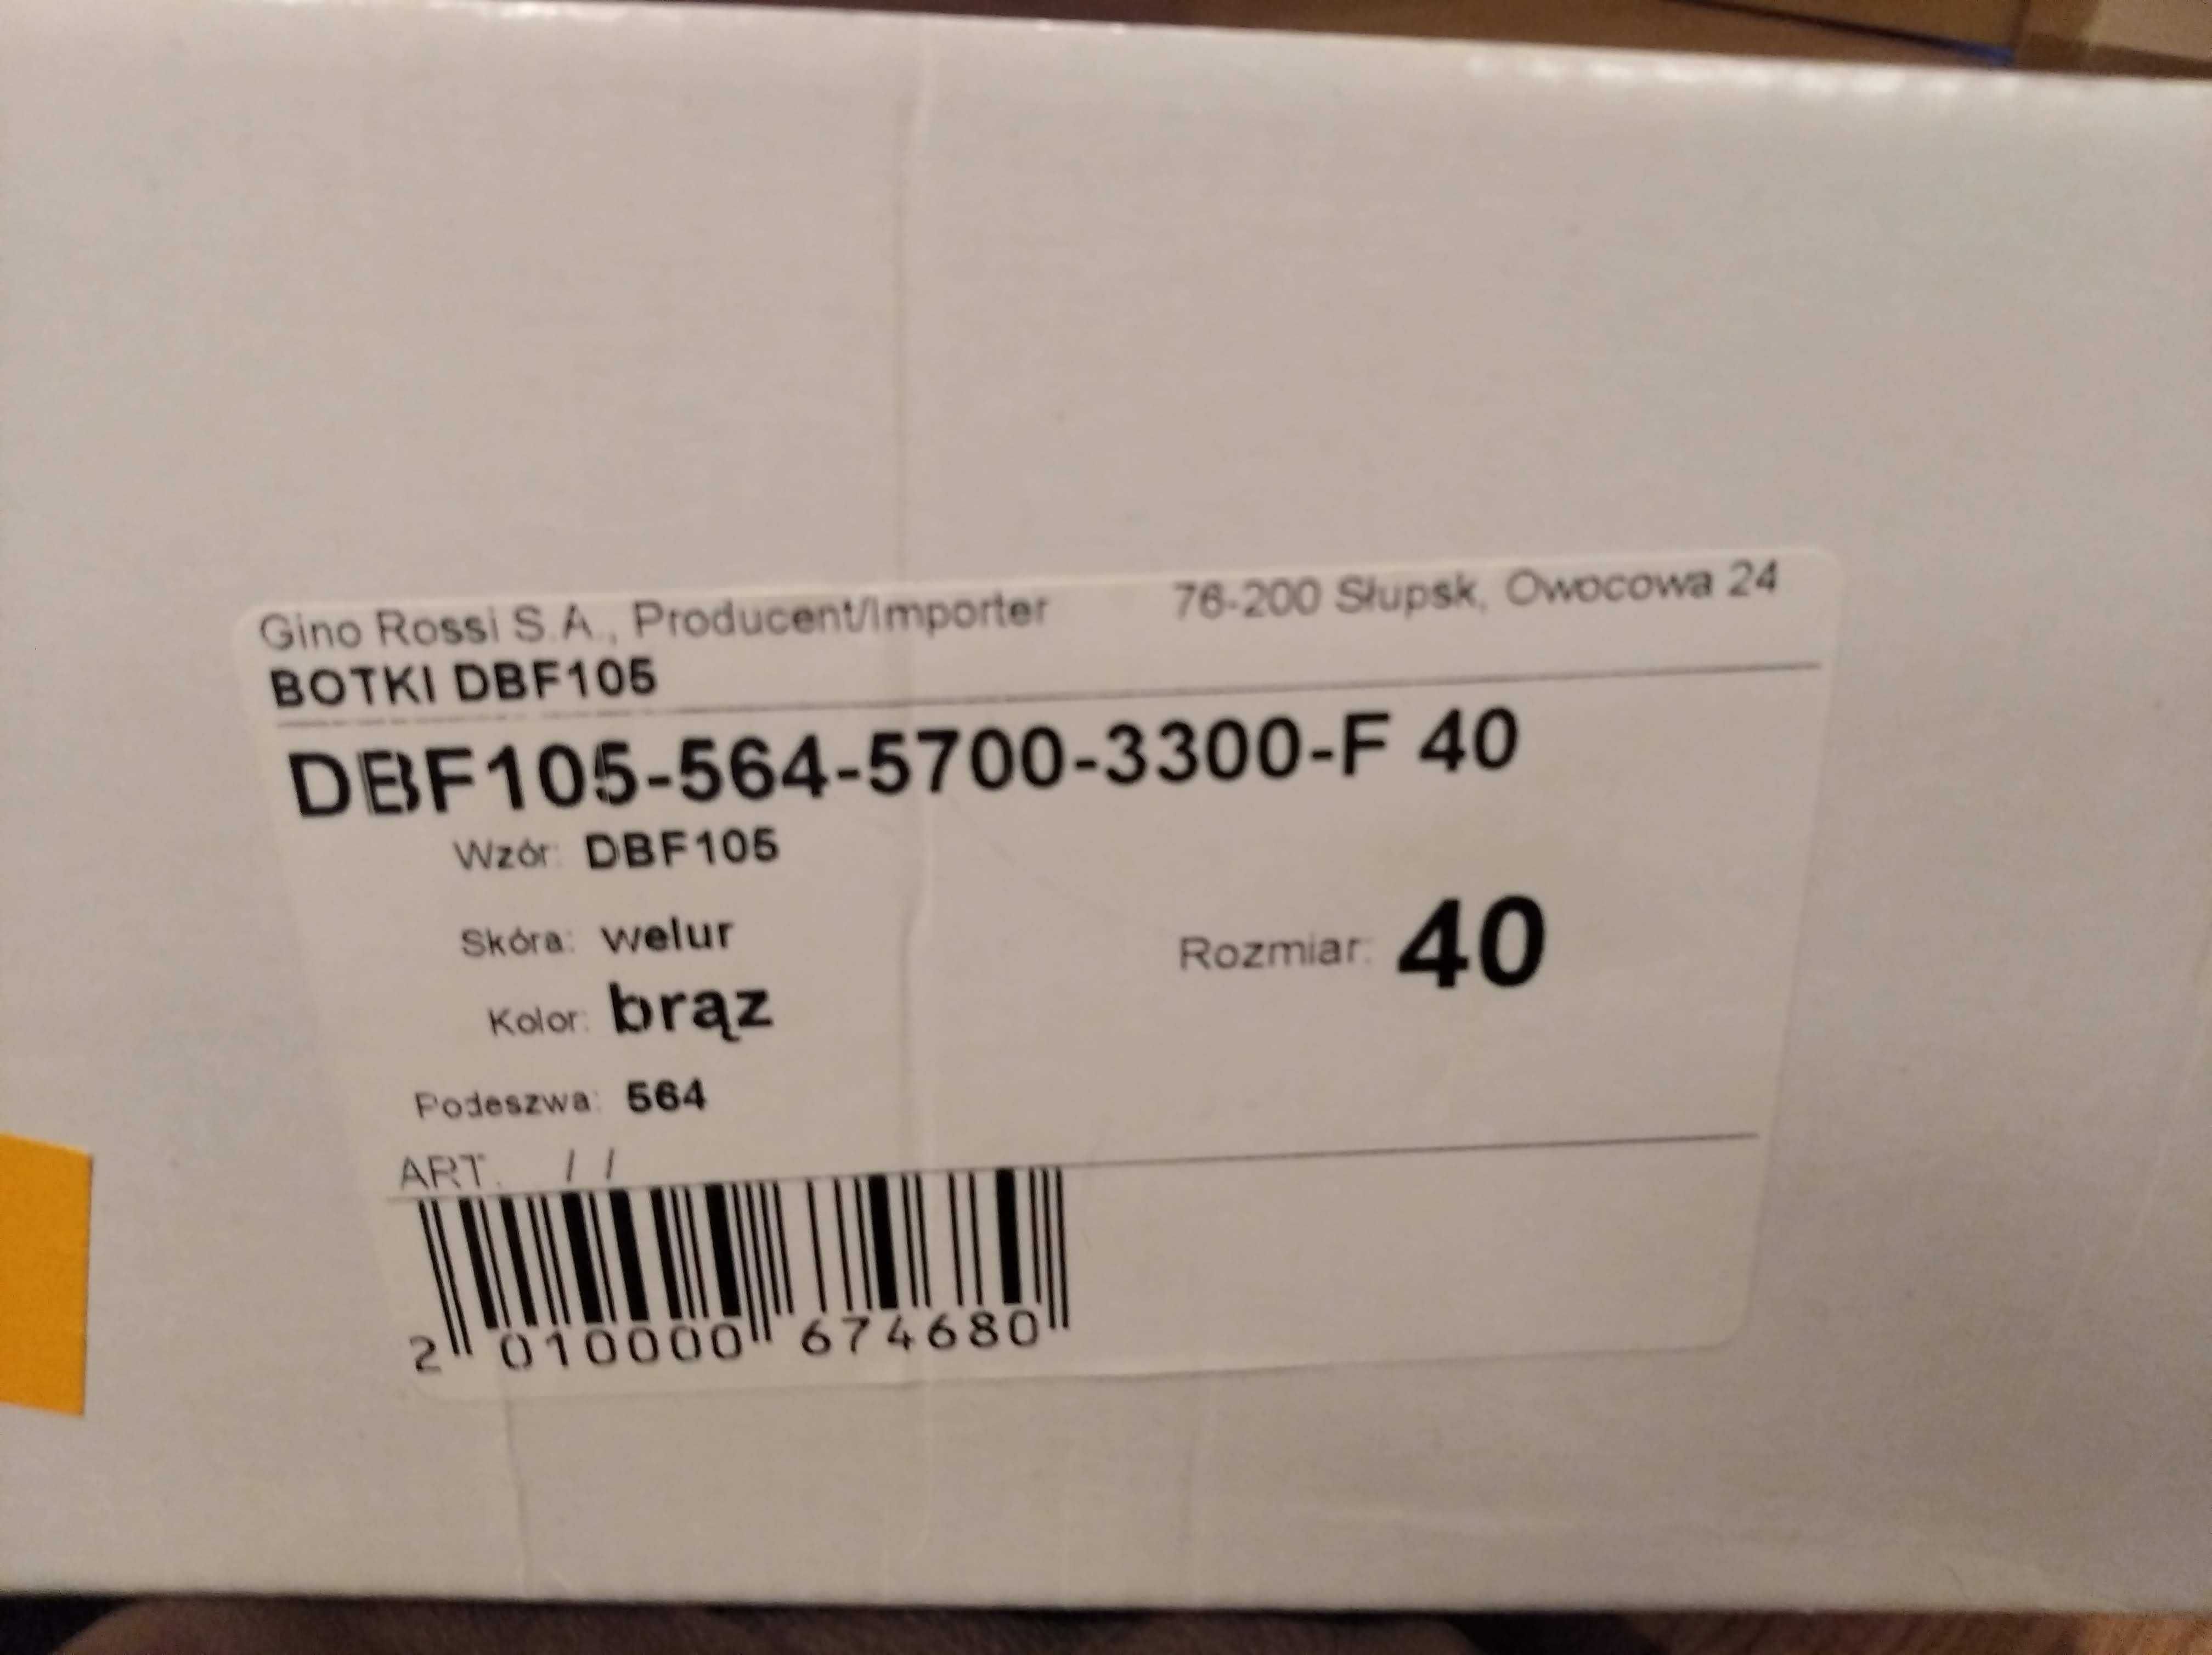 Gino Rossi S.A., Producent/Importer 76-200 Słupsk, Owocowa 24
BOTKI DBF105
DBF105-564-5700-3300-F 40
Wzór: DBF105
Skóra: welur
Rozmiar: 40
Kolor: brąz
Podeszwa: 564
ART. / /
2 010000 674680